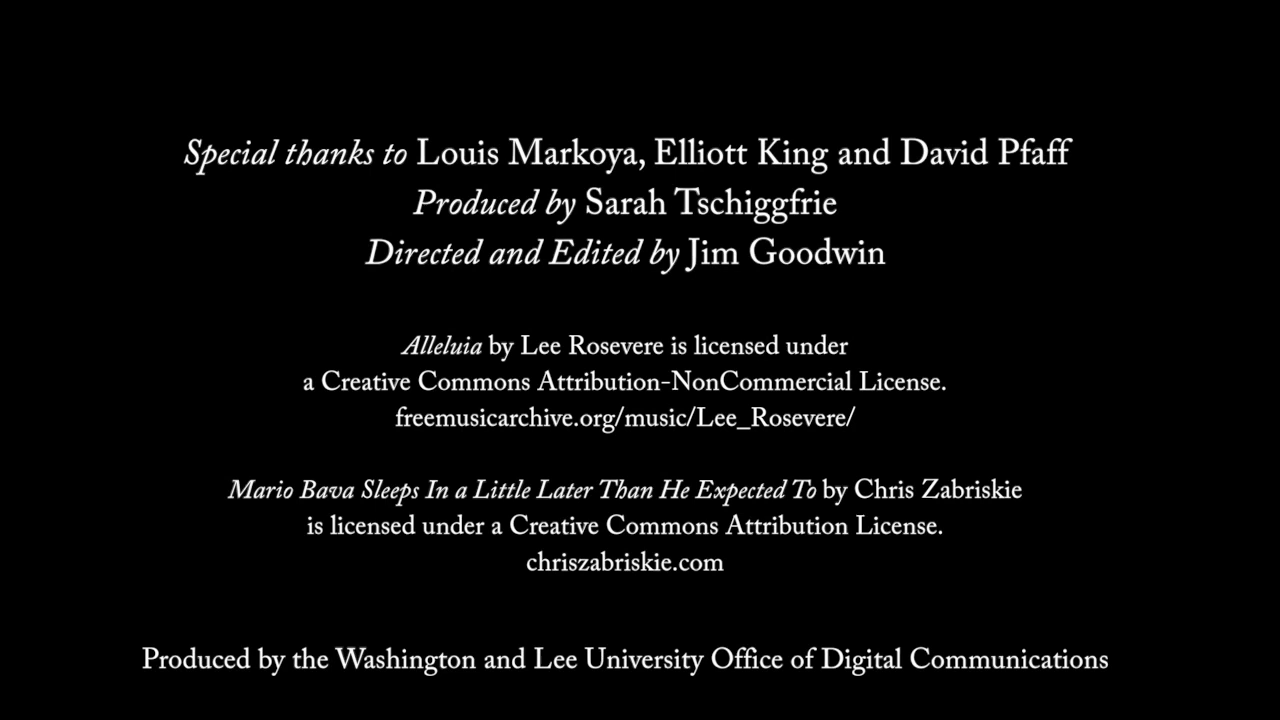 Special thanks to Louis Markoya, Elliott King and David Pfaff
Produced by Sarah Tschiggfrie
Directed and Edited by Jim Goodwin
Alleluia by Lee Rosevere is licensed under
a Creative Commons Attribution-NonCommercial License.
freemusicarchive.org/music/Lee_Rosevere/
Mario Bava Sleeps In a Little Later Than He Expected To by Chris Zabriskie
is licensed under a Creative Commons Attribution License.
chriszabriskie.com
Produced by the Washington and Lee University Office of Digital Communications